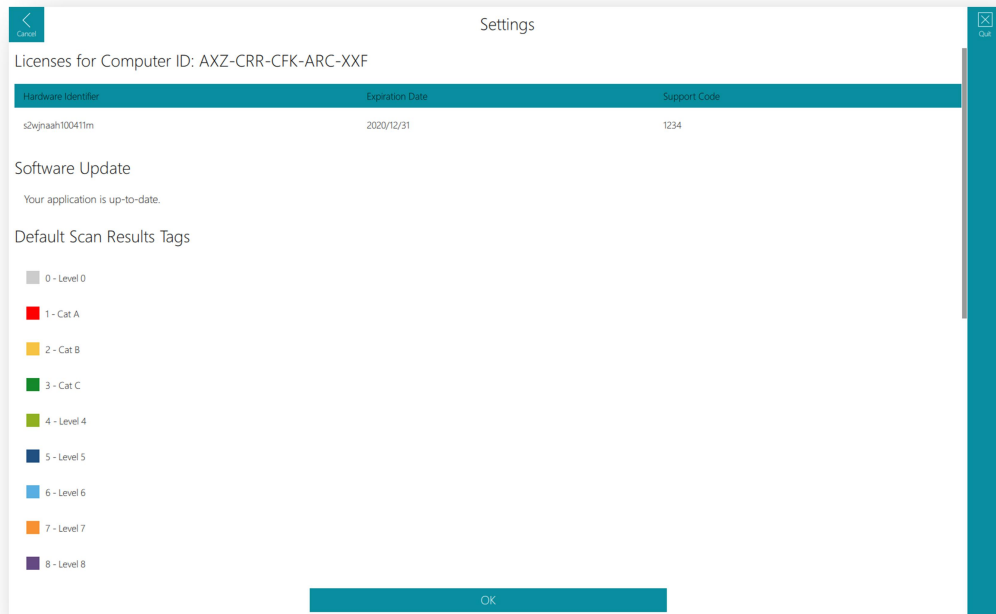 Settings
Cancel
Quit
Licenses for Computer ID: AXZ-CRR-CFK-ARC-XXF
Hardware Identifier Expiration Date Support Code
s2wjnaah100411m 2020/12/31 1234
Software Update
Your application is up-to-date.
Default Scan Results Tags
0 - Level 0
1 - Cat A
2 - Cat B
3 - Cat C
4 - Level 4
5 - Level 5
6 - Level 6
7 - Level 7
8 - Level 8
OK